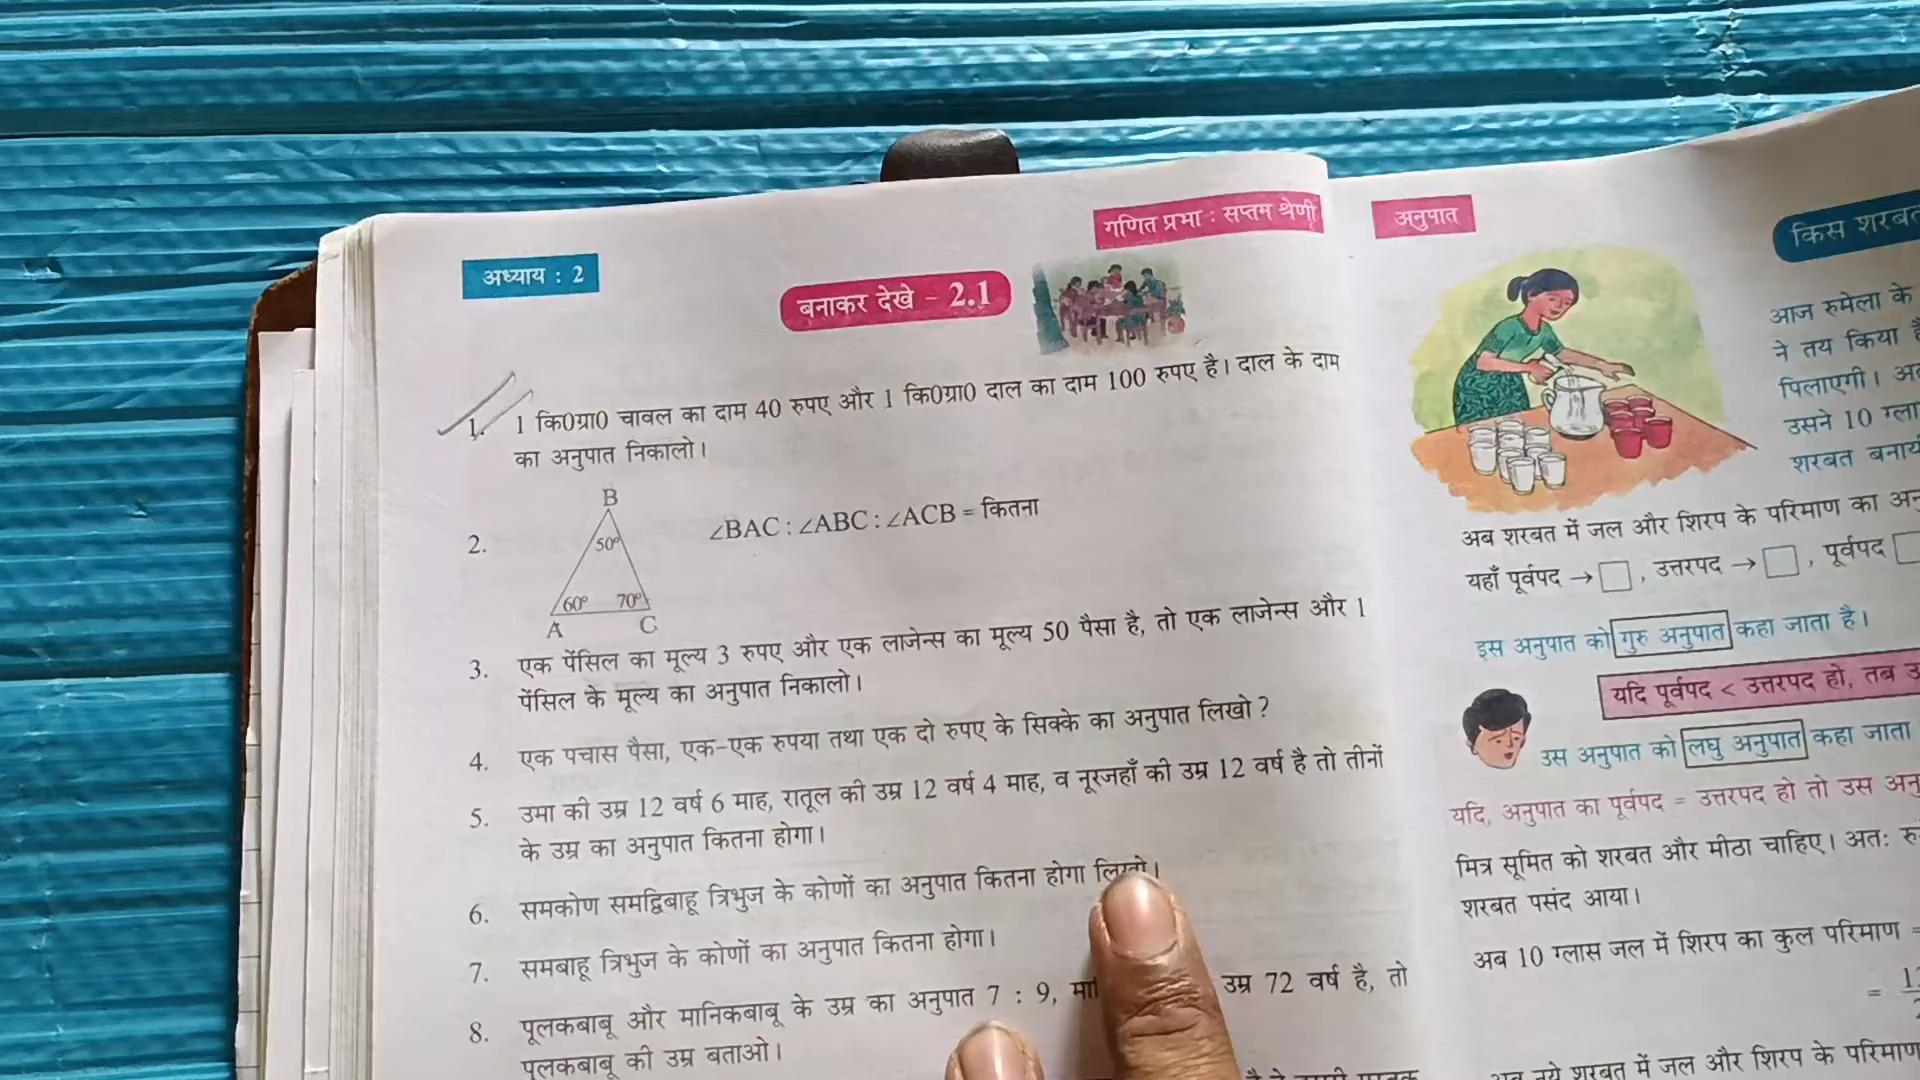 गणित प्रभा : सप्तम श्रेणी
अध्याय : 2
बनाकर देखे - 2.1
1. 1 कि0ग्रा0 चावल का दाम 40 रुपए और 1 कि0ग्रा0 दाल का दाम 100 रुपए है। दाल के दाम
का अनुपात निकालो।
B
2. 50° ∠BAC : ∠ABC : ∠ACB = कितना
60° 70°
A C
3. एक पेंसिल का मूल्य 3 रुपए और एक लाजेन्स का मूल्य 50 पैसा है, तो एक लाजेन्स और 1
पेंसिल के मूल्य का अनुपात निकालो।
4. एक पचास पैसा, एक-एक रुपया तथा एक दो रुपए के सिक्के का अनुपात लिखो ?
5. उमा की उम्र 12 वर्ष 6 माह, रातूल की उम्र 12 वर्ष 4 माह, व नूरजहाँ की उम्र 12 वर्ष है तो तीनों
के उम्र का अनुपात कितना होगा।
6. समकोण समद्विबाहू त्रिभुज के कोणों का अनुपात कितना होगा लिखो।
7. समबाहू त्रिभुज के कोणों का अनुपात कितना होगा।
8. पूलकबाबू और मानिकबाबू के उम्र का अनुपात 7 : 9, उम्र 72 वर्ष है, तो
पूलकबाबू की उम्र बताओ।
अनुपात
किस शरबत
आज रुमेला के
ने तय किया
पिलाएगी।
उसने 10
शरबत
अब शरबत में जल और शिरप के परिमाण का
यहाँ पूर्वपद → □ , उत्तरपद → □ , पूर्वपद □
इस अनुपात को गुरु अनुपात कहा जाता है।
यदि पूर्वपद < उत्तरपद हो, तब
उस अनुपात को लघु अनुपात कहा जाता
यदि, अनुपात का पूर्वपद = उत्तरपद हो तो उस
मित्र सूमित को शरबत और मीठा चाहिए। अत:
शरबत पसंद आया।
अब 10 ग्लास जल में शिरप का कुल परिमाण =
=
शरबत में जल और शिरप के परिमाण